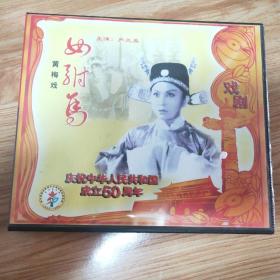 主演：严凤英
女驸马
黄梅戏
戏剧
庆祝中华人民共和国
成立50周年